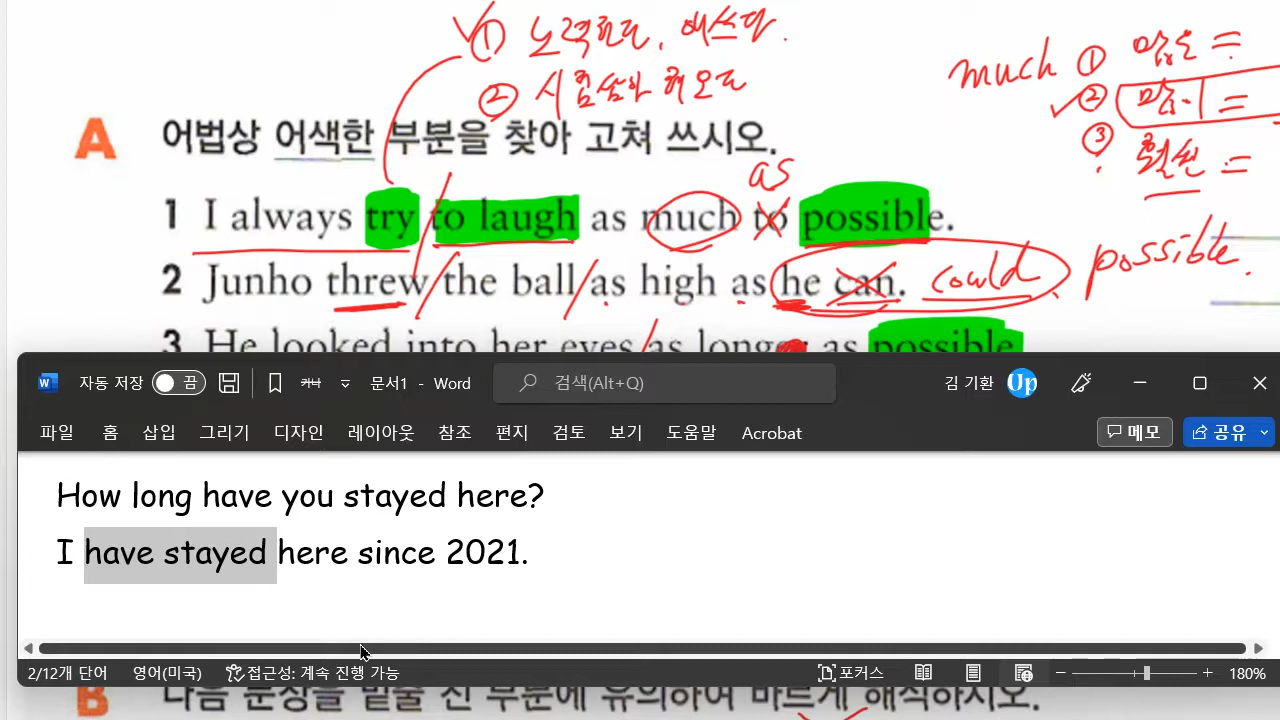 ① 노력하다, 애쓰다.
② 시험삼아 해보다
much ① 많은
② 많이
③ 훨씬
A 어법상 어색한 부분을 찾아 고쳐 쓰시오.
as
1 I always try to laugh as much to possible.
2 Junho threw the ball as high as he can. could possible.
3 He looked into her eyes as longer as possible.
자동 저장 끔 가나 문서1 - Word 검색(Alt+Q) 김 기환 Up
파일 홈 삽입 그리기 디자인 레이아웃 참조 편지 검토 보기 도움말 Acrobat 메모 공유
How long have you stayed here?
I have stayed here since 2021.
2/12개 단어 영어(미국) 접근성: 계속 진행 가능 포커스 180%
B 다음 문장을 밑줄 친 부분에 유의하여 바르게 해석하시오.